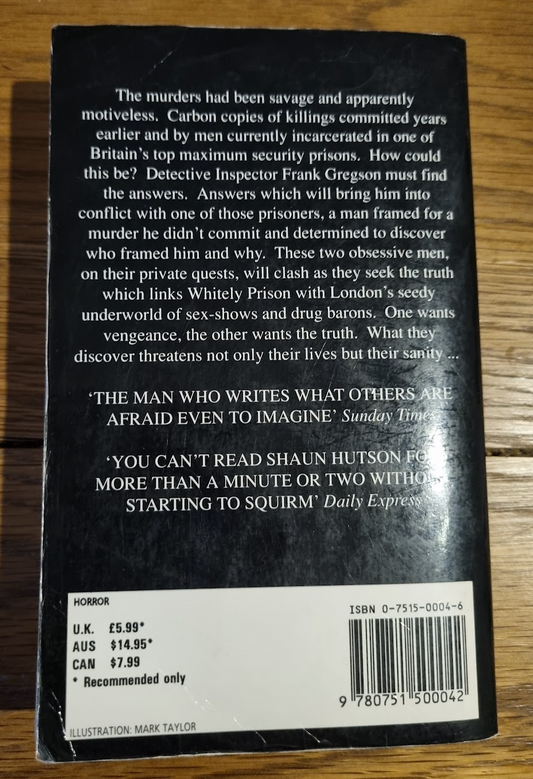 The murders had been savage and apparently
motiveless. Carbon copies of killings committed years
earlier and by men currently incarcerated in one of
Britain's top maximum security prisons. How could
this be? Detective Inspector Frank Gregson must find
the answers. Answers which will bring him into
conflict with one of those prisoners, a man framed for a
murder he didn't commit and determined to discover
who framed him and why. These two obsessive men,
on their private quests, will clash as they seek the truth
which links Whitely Prison with London's seedy
underworld of sex-shows and drug barons. One wants
vengeance, the other wants the truth. What they
discover threatens not only their lives but their sanity ...
‘THE MAN WHO WRITES WHAT OTHERS ARE
AFRAID EVEN TO IMAGINE’ Sunday Times
‘YOU CAN'T READ SHAUN HUTSON FOR
MORE THAN A MINUTE OR TWO WITHOUT
STARTING TO SQUIRM’ Daily Express
HORROR
U.K. £5.99*
AUS $14.95*
CAN $7.99
* Recommended only
ILLUSTRATION: MARK TAYLOR
ISBN 0-7515-0004-6
9 780751 500042